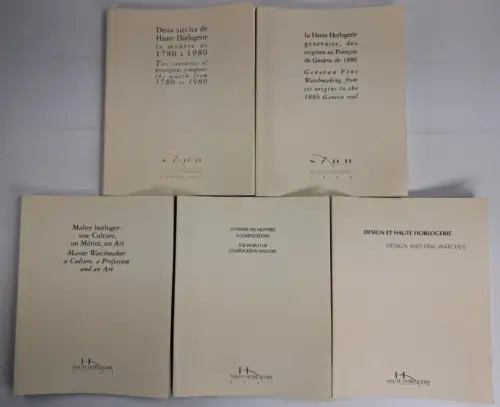 Deux siècles de
Haute Horlogerie
la montre de
1780 à 1980
Two centuries of
prestigious timepieces
the watch from
1780 to 1980
la Haute Horlogerie
genevoise, des
origines au Poinçon
de Genève de 1886
Genevan Fine
Watchmaking, from
its origins to the
1886 Geneva seal
Maître horloger:
une Culture,
un Métier, un Art
Master Watchmaker:
a Culture, a Profession
and an Art
HAUTE HORLOGERIE
L'UNIVERS DES MONTRES
À COMPLICATIONS
THE WORLD OF
COMPLICATION WATCHES
HAUTE HORLOGERIE
DESIGN ET HAUTE HORLOGERIE
DESIGN AND FINE WATCHES
HAUTE HORLOGERIE